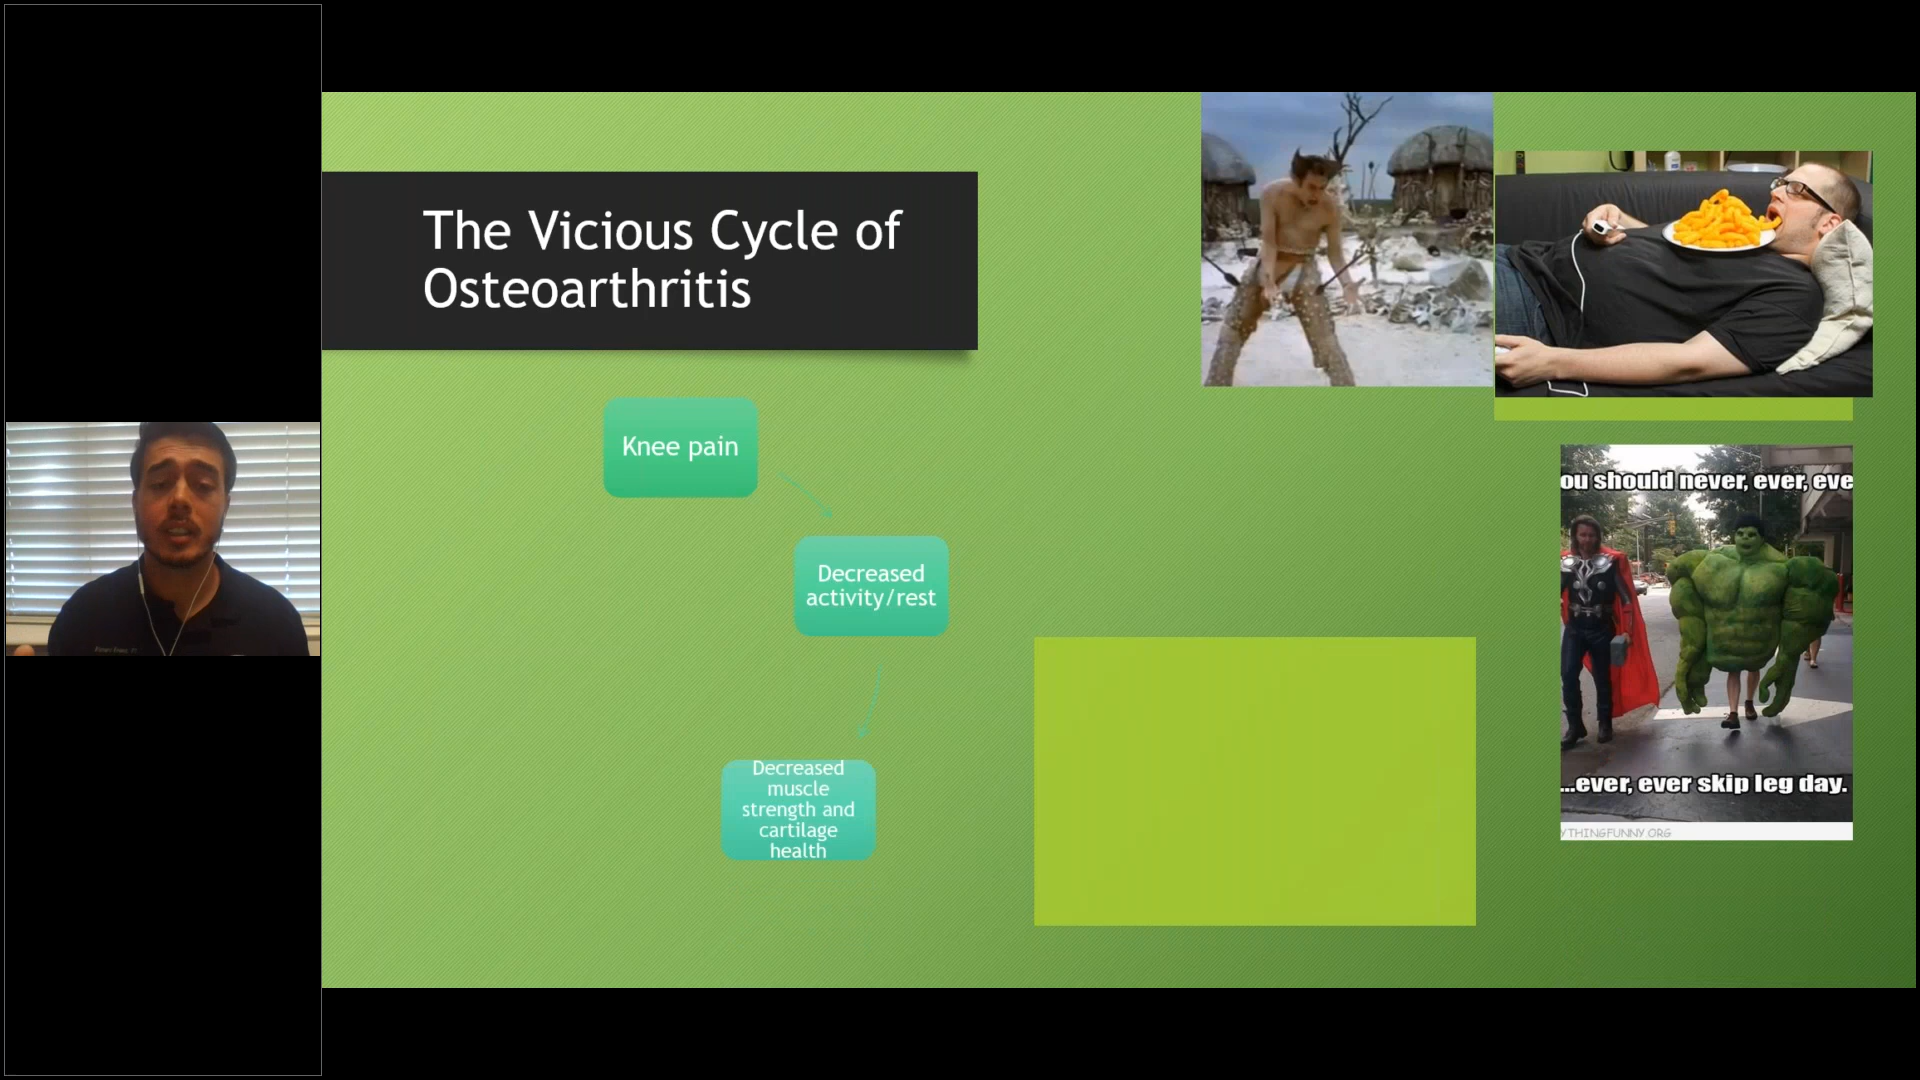 The Vicious Cycle of
Osteoarthritis
Knee pain
Decreased
activity/rest
Decreased
muscle
strength and
cartilage
health
ou should never, ever, eve
...ever, ever skip leg day.
YTHINGFUNNY.ORG